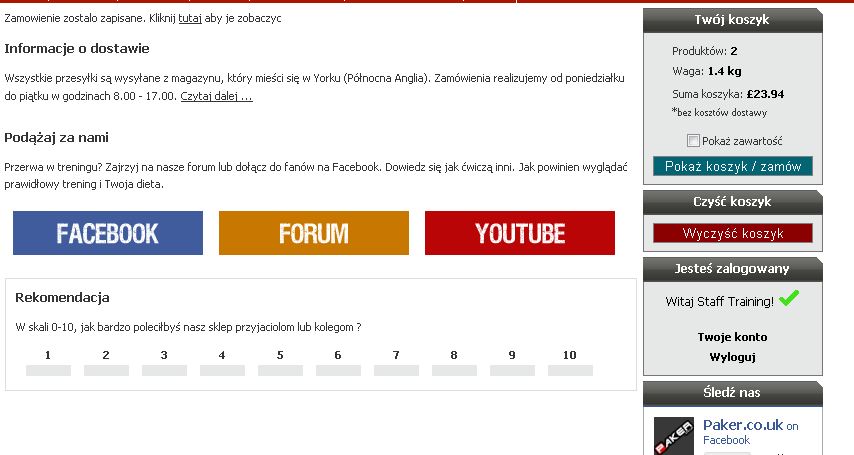 Zamowienie zostalo zapisane. Kliknij tutaj aby je zobaczyc
Informacje o dostawie
Wszystkie przesyłki są wysyłane z magazynu, który mieści się w Yorku (Północna Anglia). Zamówienia realizujemy od poniedziałku
do piątku w godzinach 8.00 - 17.00. Czytaj dalej ...
Podążaj za nami
Przerwa w treningu? Zajrzyj na nasze forum lub dołącz do fanów na Facebook. Dowiedz się jak ćwiczą inni. Jak powinien wyglądać
prawidłowy trening i Twoja dieta.
FACEBOOK
FORUM
YOUTUBE
Rekomendacja
W skali 0-10, jak bardzo poleciłbyś nasz sklep przyjaciolom lub kolegom ?
1 2 3 4 5 6 7 8 9 10
Twój koszyk
Produktów: 2
Waga: 1.4 kg
Suma koszyka: £23.94
*bez kosztów dostawy
Pokaż zawartość
Pokaż koszyk / zamów
Czyść koszyk
Wyczyść koszyk
Jesteś zalogowany
Witaj Staff Training!
Twoje konto
Wyloguj
Śledź nas
PAKER
Paker.co.uk on
Facebook